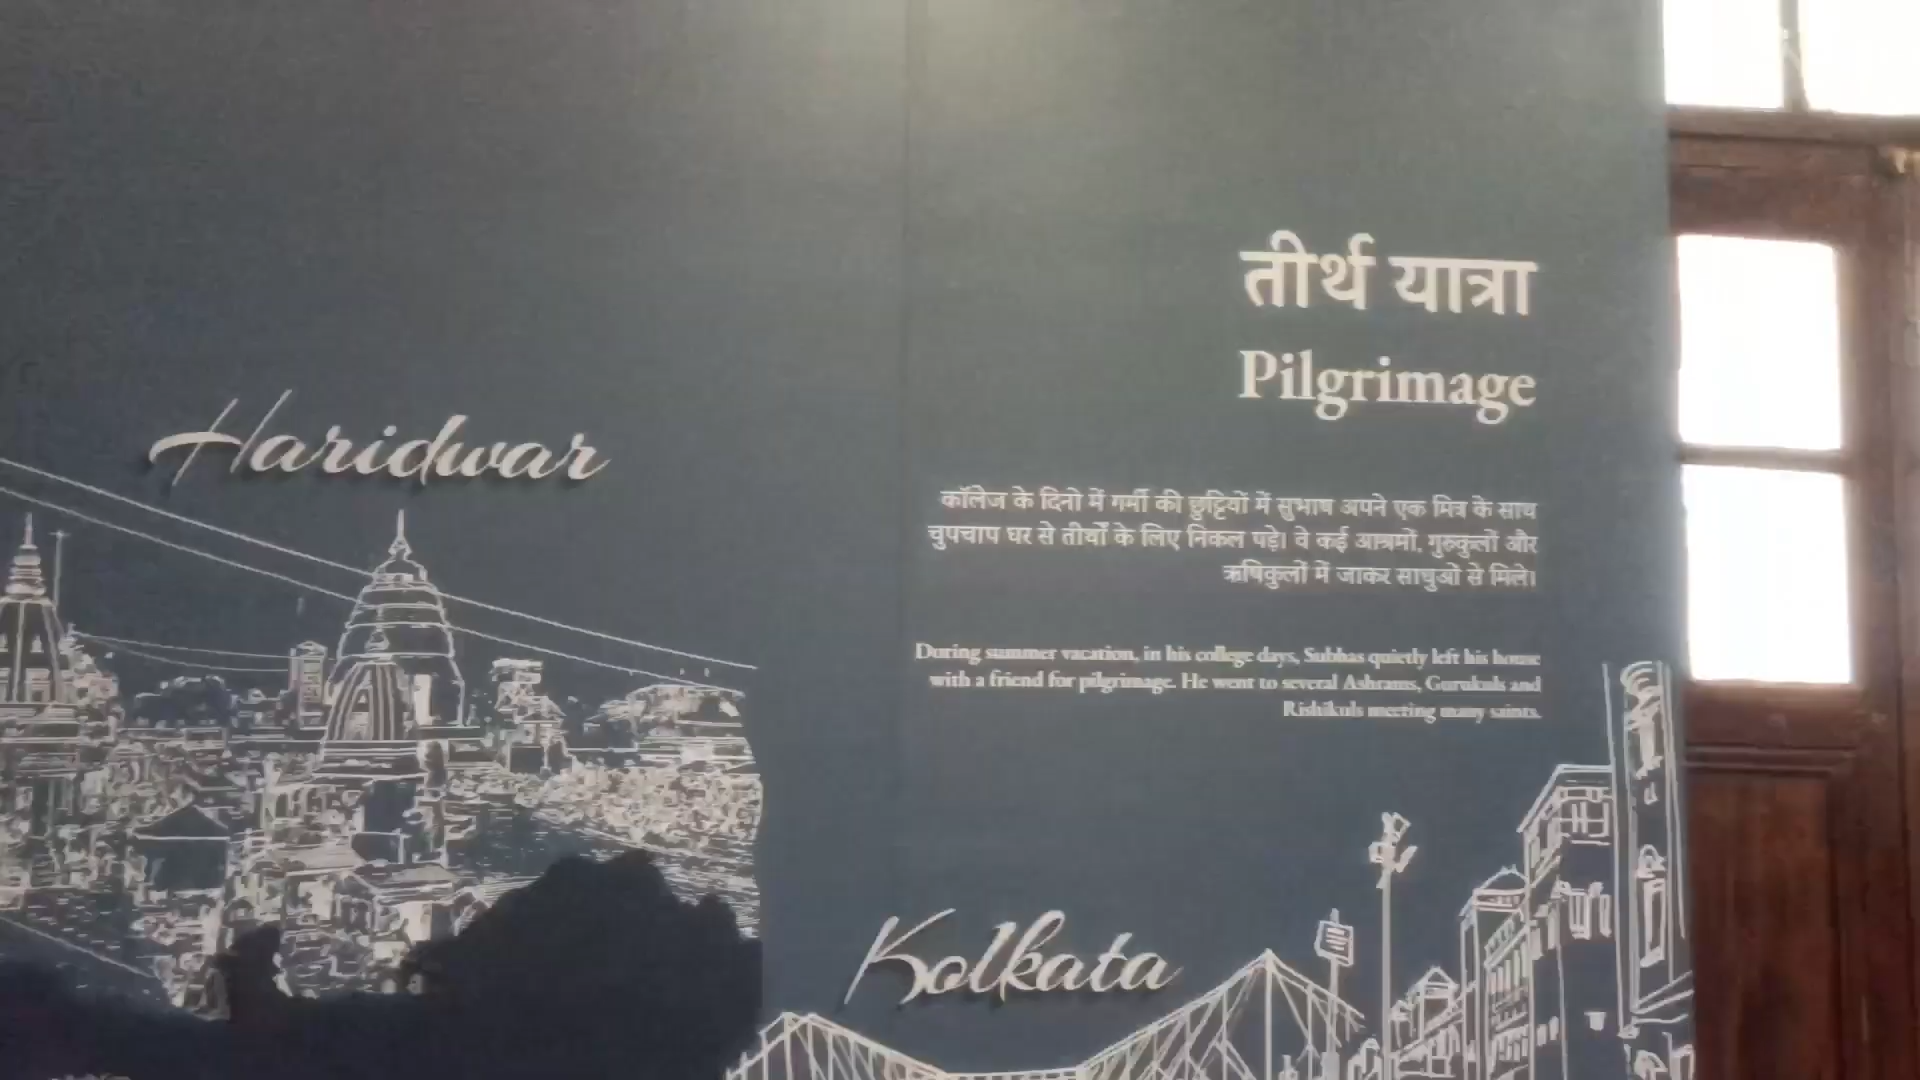 तीर्थ यात्रा
Pilgrimage
Haridwar
कॉलेज के दिनो में गर्मी की छुट्टियों में सुभाष अपने एक मित्र के साथ
चुपचाप घर से तीर्थों के लिए निकल पड़े। वे कई आश्रमों, गुरुकुलों और
ऋषिकुलों में जाकर साधुओं से मिले।
During summer vacation, in his college days, Subhas quietly left his house
with a friend for pilgrimage. He went to several Ashrams, Gurukuls and
Rishikuls meeting many saints.
Kolkata